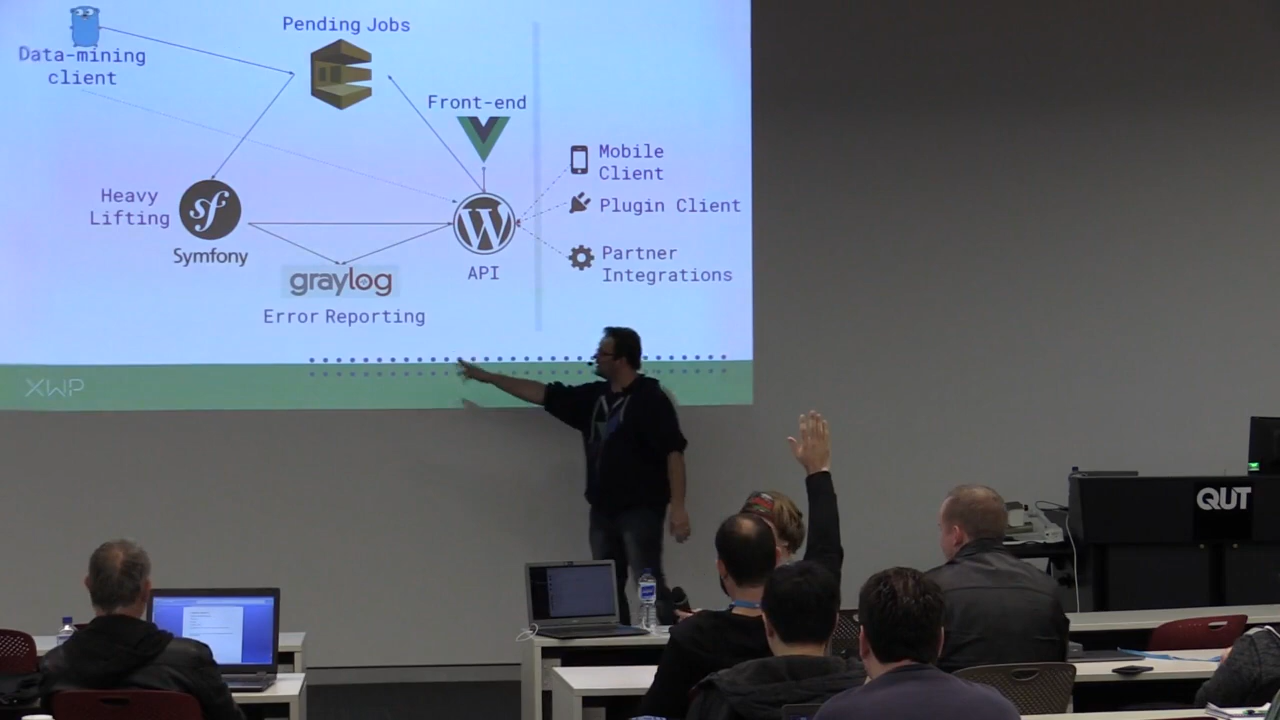 Pending Jobs
Data-mining
client
Front-end
Mobile
Client
Plugin Client
Heavy
Lifting
Symfony
API
Partner
Integrations
graylog
Error Reporting
XWP
QUT